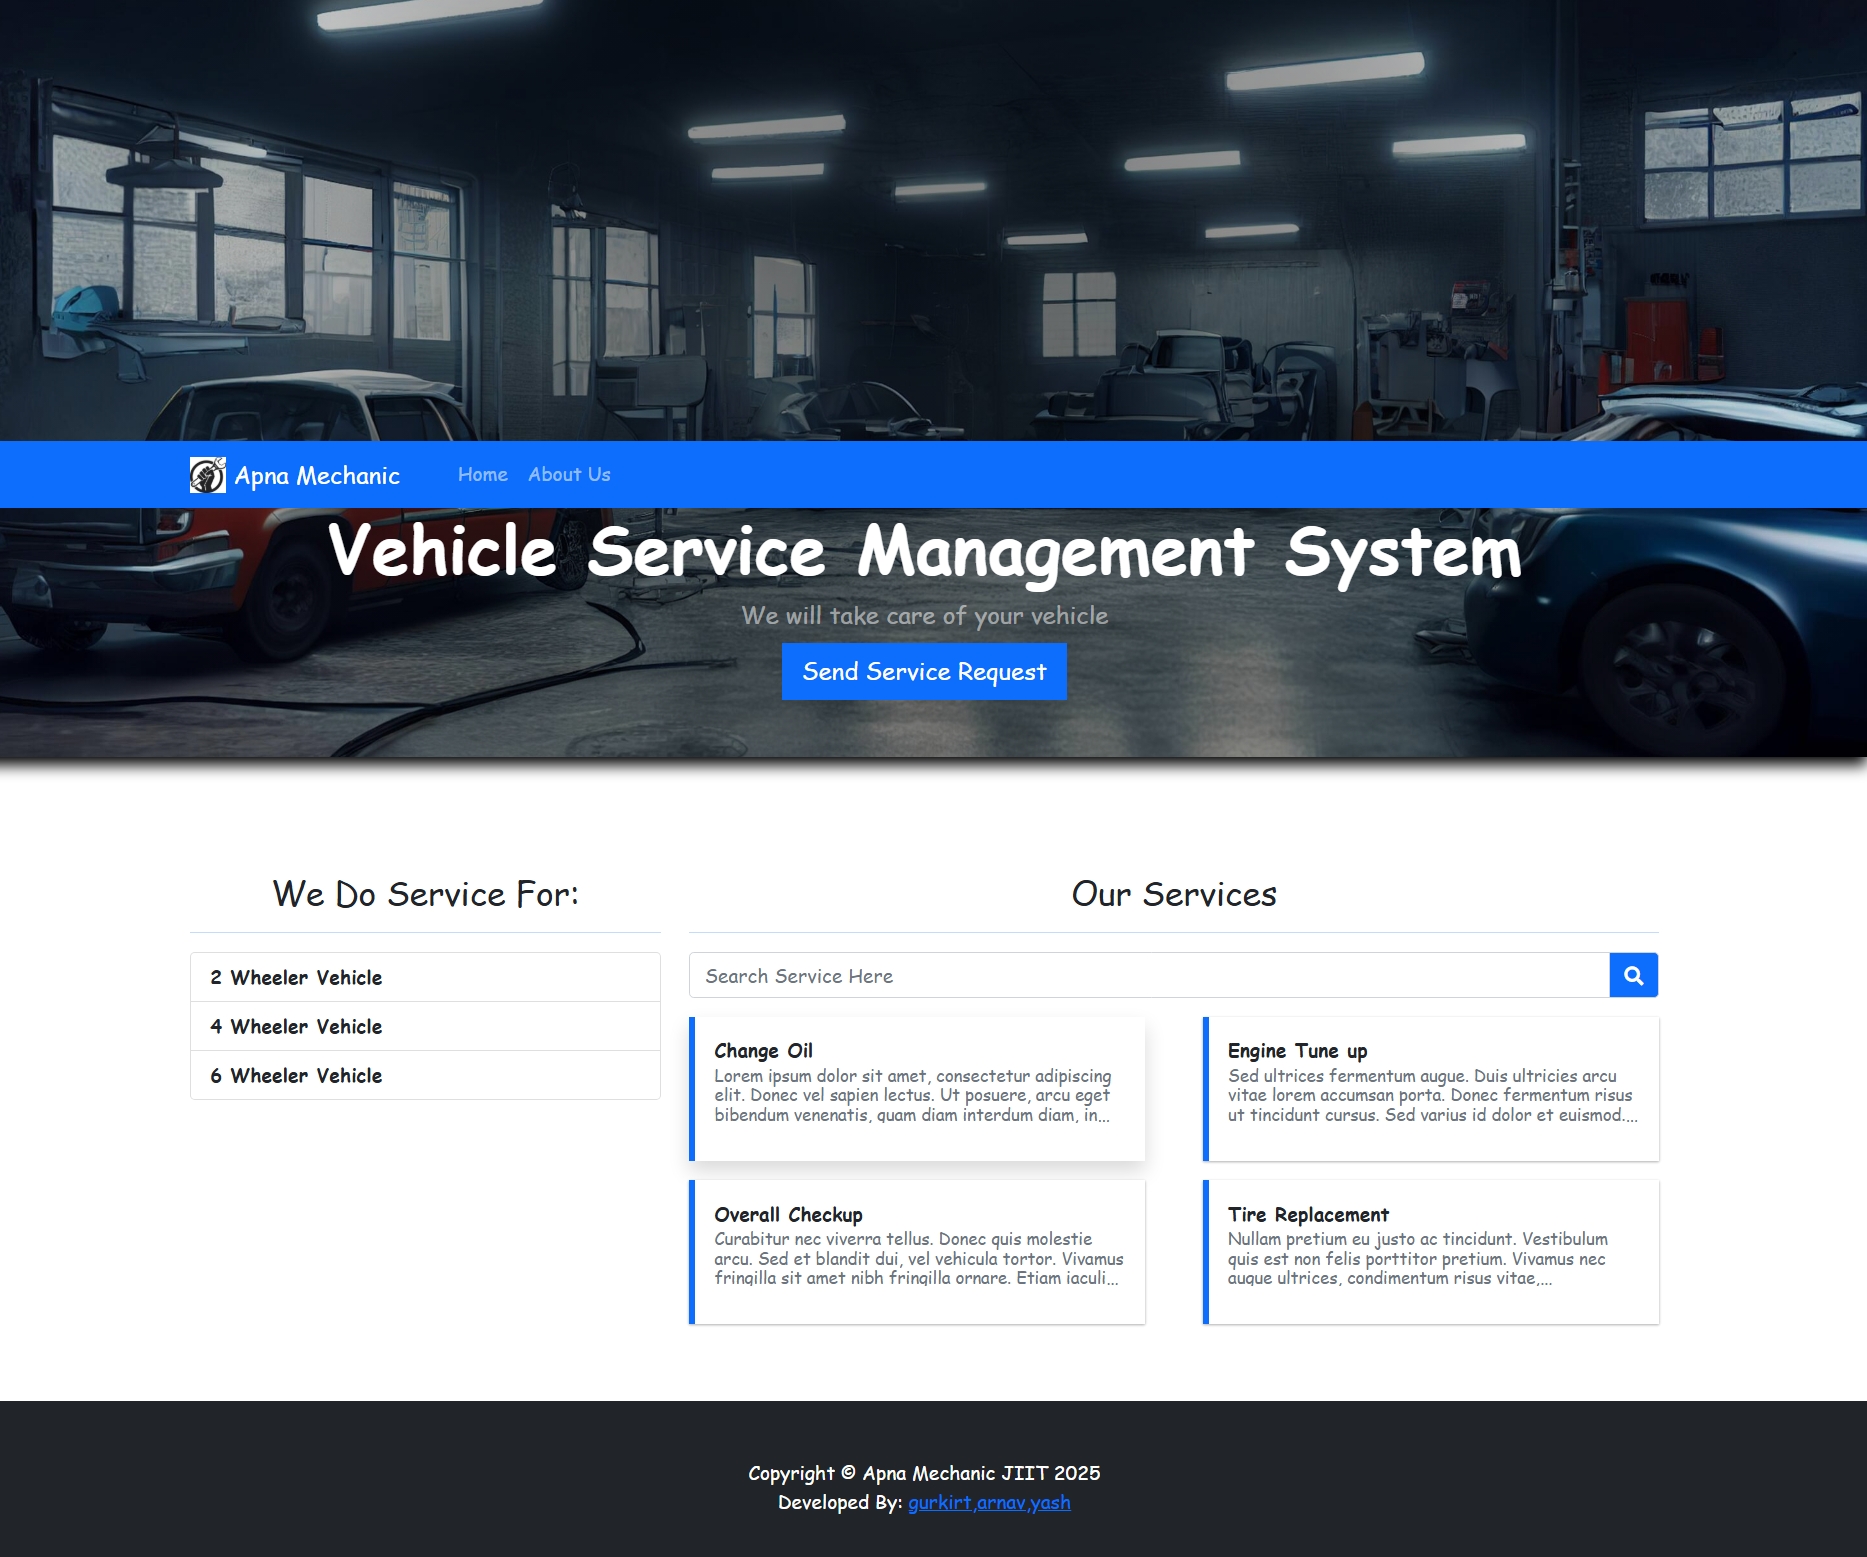 Apna Mechanic
Home
About Us
Vehicle Service Management System
We will take care of your vehicle
Send Service Request
We Do Service For:
2 Wheeler Vehicle
4 Wheeler Vehicle
6 Wheeler Vehicle
Our Services
Search Service Here
Change Oil
Lorem ipsum dolor sit amet, consectetur adipiscing
elit. Donec vel sapien lectus. Ut posuere, arcu eget
bibendum venenatis, quam diam interdum diam, in...
Engine Tune up
Sed ultrices fermentum augue. Duis ultricies arcu
vitae lorem accumsan porta. Donec fermentum risus
ut tincidunt cursus. Sed varius id dolor et euismod....
Overall Checkup
Curabitur nec viverra tellus. Donec quis molestie
arcu. Sed et blandit dui, vel vehicula tortor. Vivamus
fringilla sit amet nibh fringilla ornare. Etiam iaculi...
Tire Replacement
Nullam pretium eu justo ac tincidunt. Vestibulum
quis est non felis porttitor pretium. Vivamus nec
augue ultrices, condimentum risus vitae,...
Copyright © Apna Mechanic JIIT 2025
Developed By: gurkirt,arnav,yash